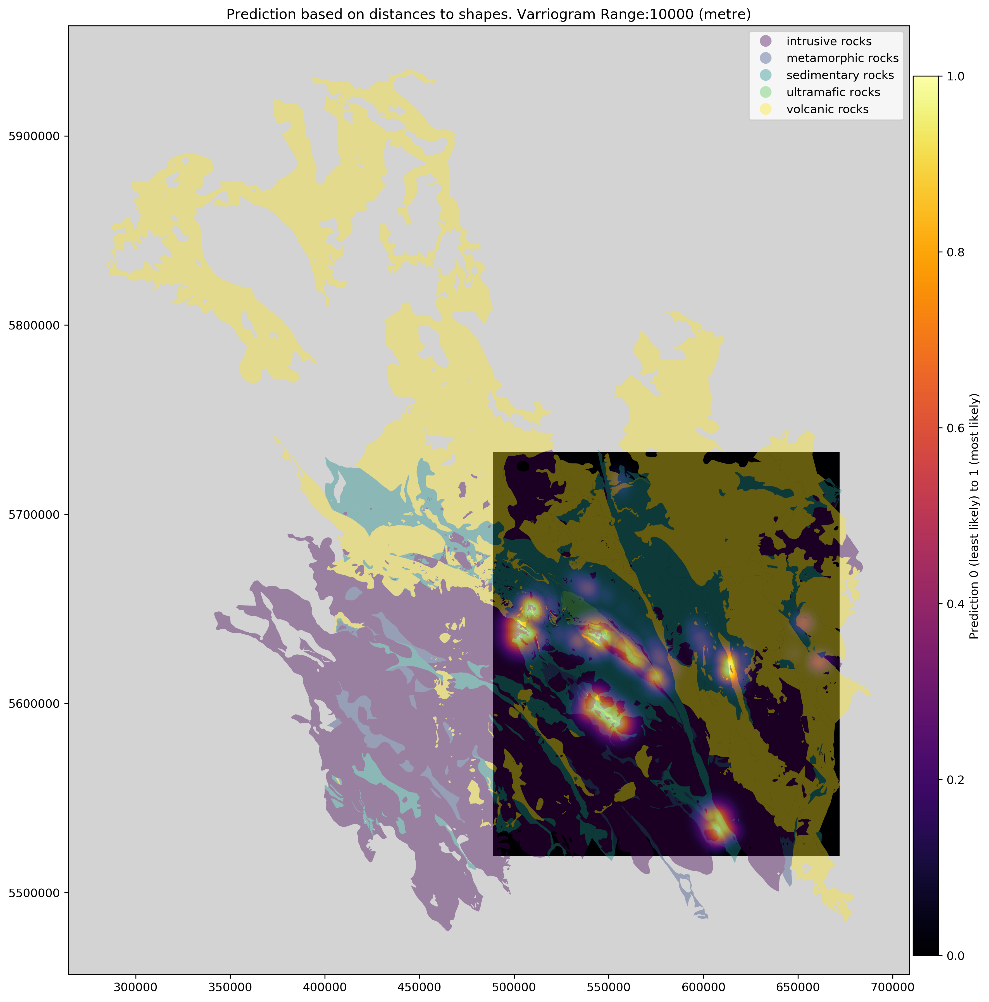 Prediction based on distances to shapes. Varriogram Range:10000 (metre)
intrusive rocks
metamorphic rocks
sedimentary rocks
ultramafic rocks
volcanic rocks
5900000
5800000
5700000
5600000
5500000
300000 350000 400000 450000 500000 550000 600000 650000 700000
1.0
0.8
0.6
0.4
0.2
0.0
Prediction 0 (least likely) to 1 (most likely)